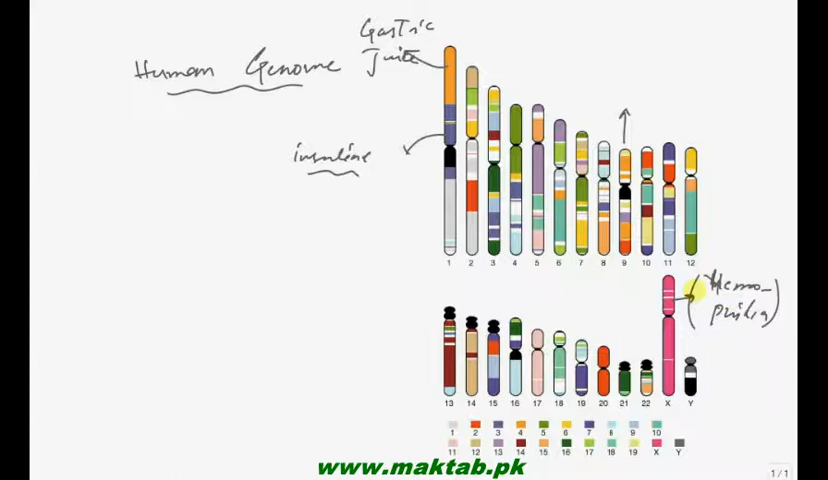 Gastric
Human Genome Juice
insuline
1 2 3 4 5 6 7 8 9 10 11 12
(Hemo-
philia)
13 14 15 16 17 18 19 20 21 22 X Y
1 2 3 4 5 6 7 8 9 10
11 12 13 14 15 16 17 18 19 X Y
www.maktab.pk
1 / 1